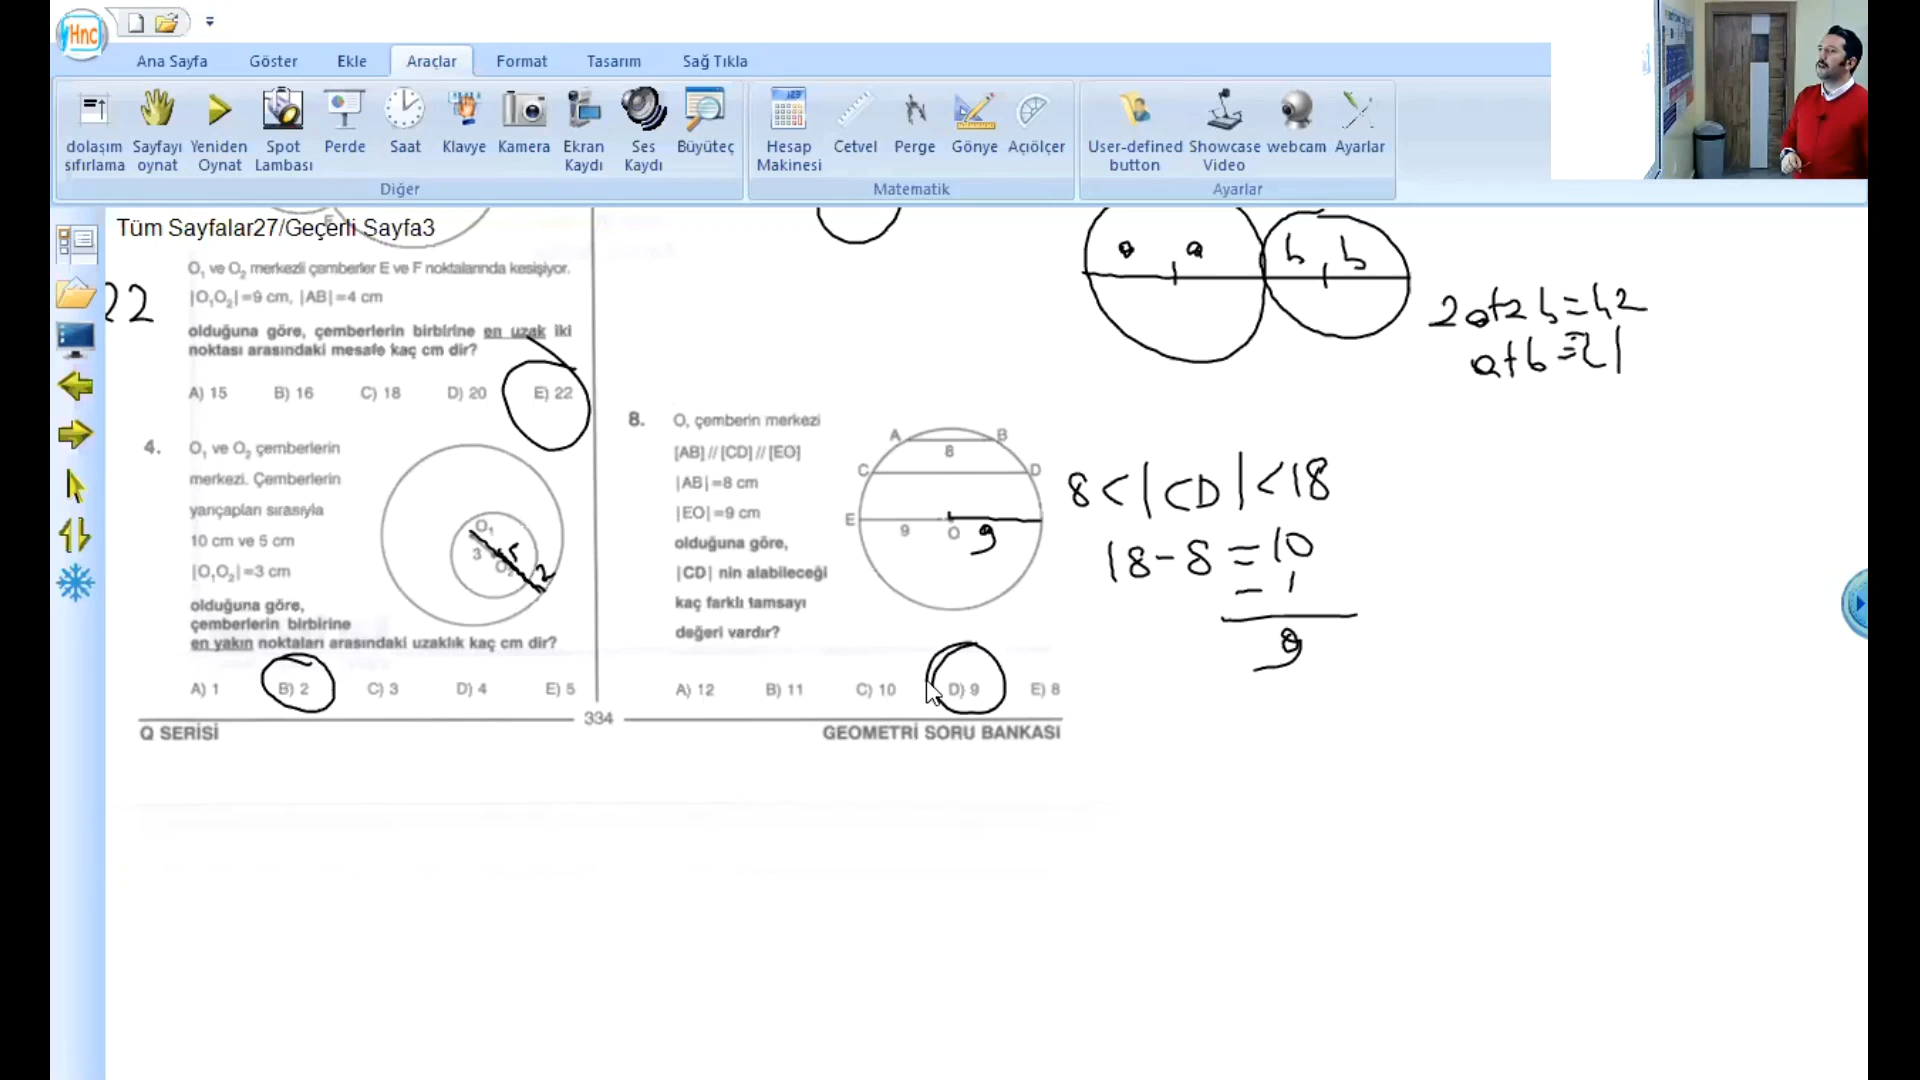 Hnc
Ana Sayfa Göster Ekle Araçlar Format Tasarım Sağ Tıkla
dolaşım sıfırlama Sayfayı oynat Yeniden Oynat Spot Lambası Perde Saat Klavye Kamera Ekran Kaydı Ses Kaydı Büyüteç Hesap Makinesi Cetvel Perge Gönye Açıölçer User-defined button Showcase Video webcam Ayarlar
Diğer Matematik Ayarlar
Tüm Sayfalar27/Geçerli Sayfa3
O₁ ve O₂ merkezli çemberler E ve F noktalarında kesişiyor.
|O₁O₂|=9 cm, |AB|=4 cm
olduğuna göre, çemberlerin birbirine en uzak iki
noktası arasındaki mesafe kaç cm dir?
A) 15 B) 16 C) 18 D) 20 E) 22
22
4. O₁ ve O₂ çemberlerin
merkezi. Çemberlerin
yarıçapları sırasıyla
10 cm ve 5 cm
|O₁O₂|=3 cm
olduğuna göre,
çemberlerin birbirine
en yakın noktaları arasındaki uzaklık kaç cm dir?
O₁
3
O₂
2
A) 1 B) 2 C) 3 D) 4 E) 5
8. O, çemberin merkezi
[AB] // [CD] // [EO]
|AB|=8 cm
|EO|=9 cm
olduğuna göre,
|CD| nin alabileceği
kaç farklı tamsayı
değeri vardır?
A B
8
C D
E 9 O 9
A) 12 B) 11 C) 10 D) 9 E) 8
a a b b
2a+2b=42
a+b=21
8<|CD|<18
18-8=10
-1
9
334
Q SERİSİ GEOMETRİ SORU BANKASI